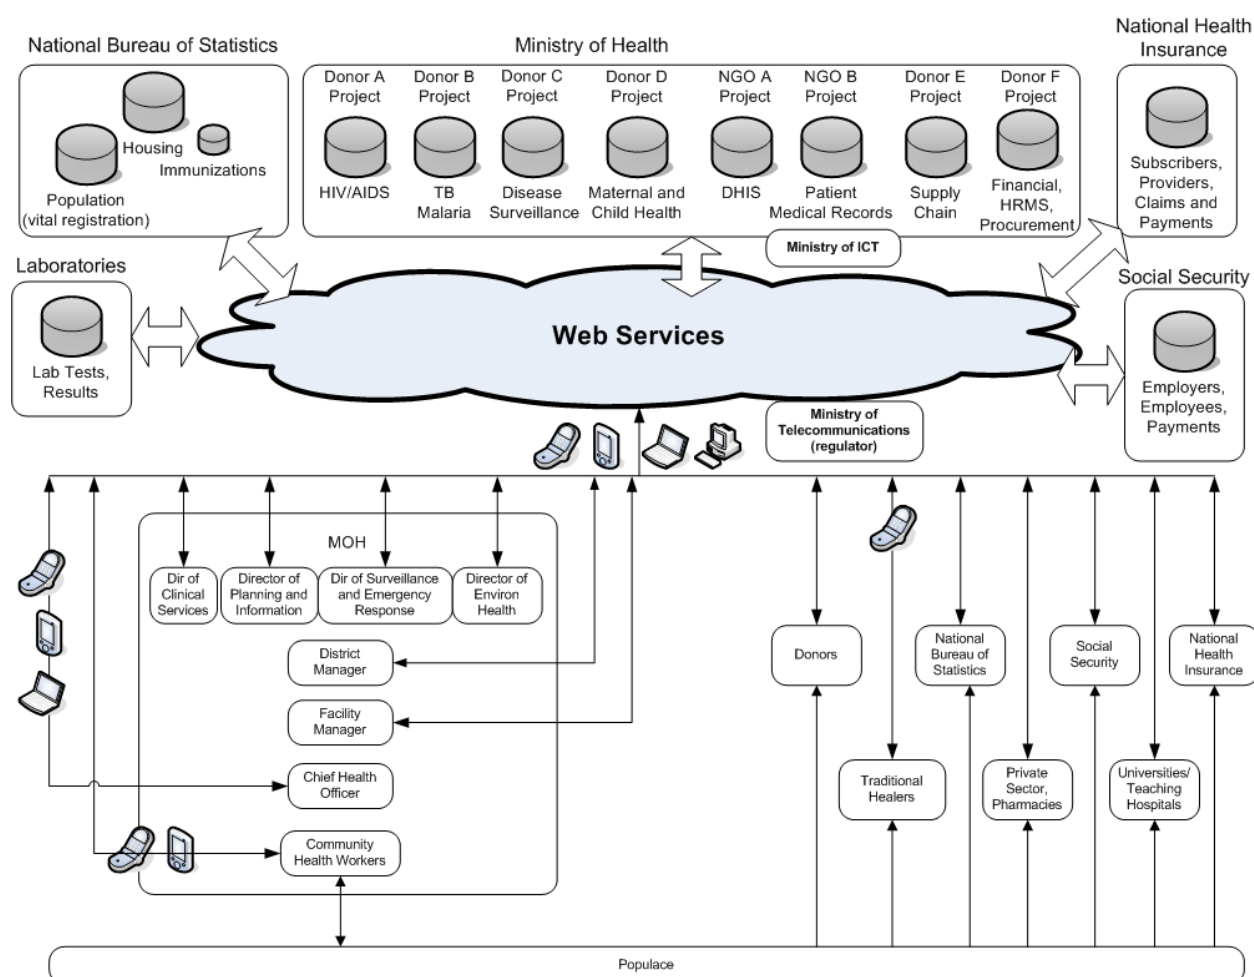 National Bureau of Statistics
Housing
Immunizations
Population
(vital registration)
Ministry of Health
Donor A
Project
HIV/AIDS
Donor B
Project
TB
Malaria
Donor C
Project
Disease
Surveillance
Donor D
Project
Maternal and
Child Health
NGO A
Project
DHIS
NGO B
Project
Patient
Medical Records
Donor E
Project
Supply
Chain
Donor F
Project
Financial,
HRMS,
Procurement
National Health
Insurance
Subscribers,
Providers,
Claims and
Payments
Ministry of ICT
Laboratories
Lab Tests,
Results
Web Services
Social Security
Employers,
Employees,
Payments
Ministry of
Telecommunications
(regulator)
MOH
Dir of
Clinical
Services
Director of
Planning and
Information
Dir of Surveillance
and Emergency
Response
Director of
Environ
Health
District
Manager
Facility
Manager
Chief Health
Officer
Community
Health Workers
Donors
National
Bureau of
Statistics
Social
Security
National
Health
Insurance
Traditional
Healers
Private
Sector,
Pharmacies
Universities/
Teaching
Hospitals
Populace